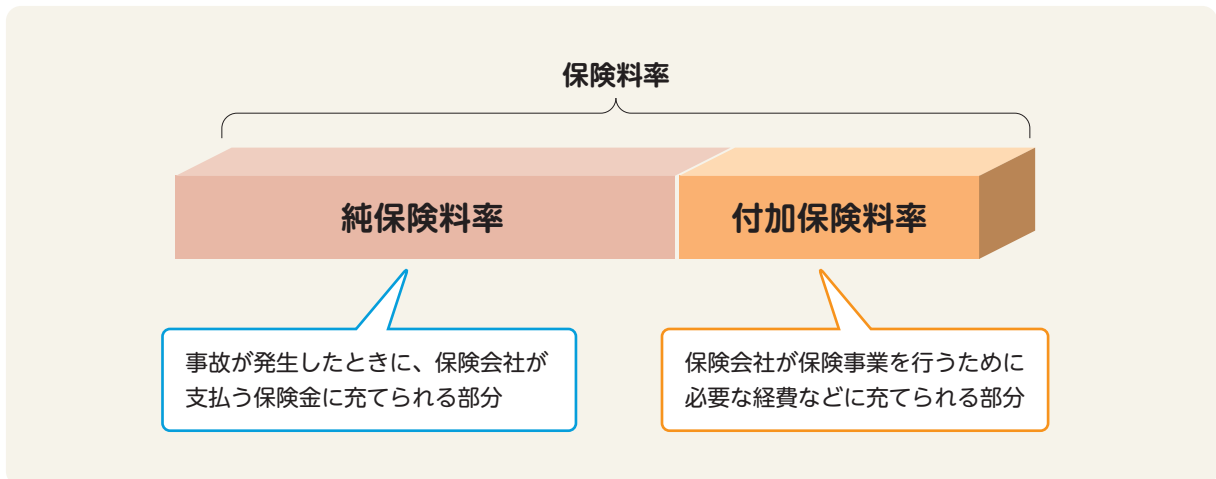 保険料率
純保険料率
付加保険料率
事故が発生したときに、保険会社が
支払う保険金に充てられる部分
保険会社が保険事業を行うために
必要な経費などに充てられる部分